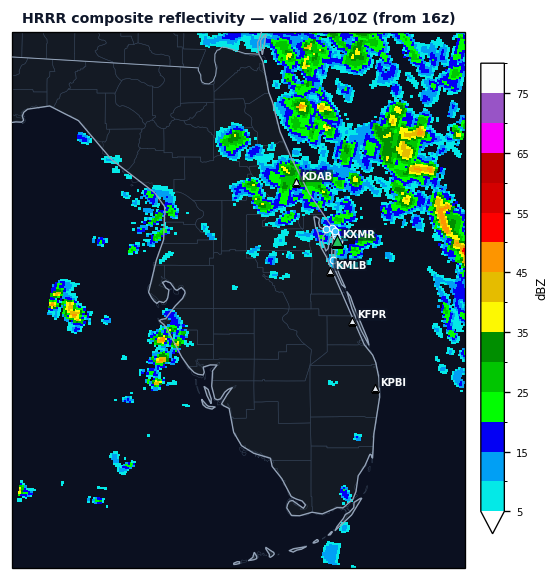 HRRR composite reflectivity — valid 26/10Z (from 16z)
75
65
KDAB
55
KXMR
KMLB
45
dBZ
KFPR
35
KPBI
25
15
5